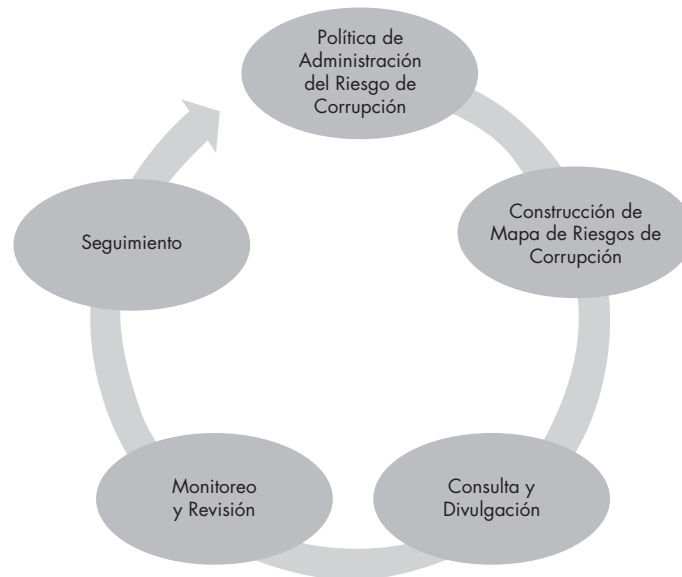 Política de
Administración
del Riesgo de
Corrupción
Construcción de
Mapa de Riesgos de
Corrupción
Consulta y
Divulgación
Monitoreo
y Revisión
Seguimiento